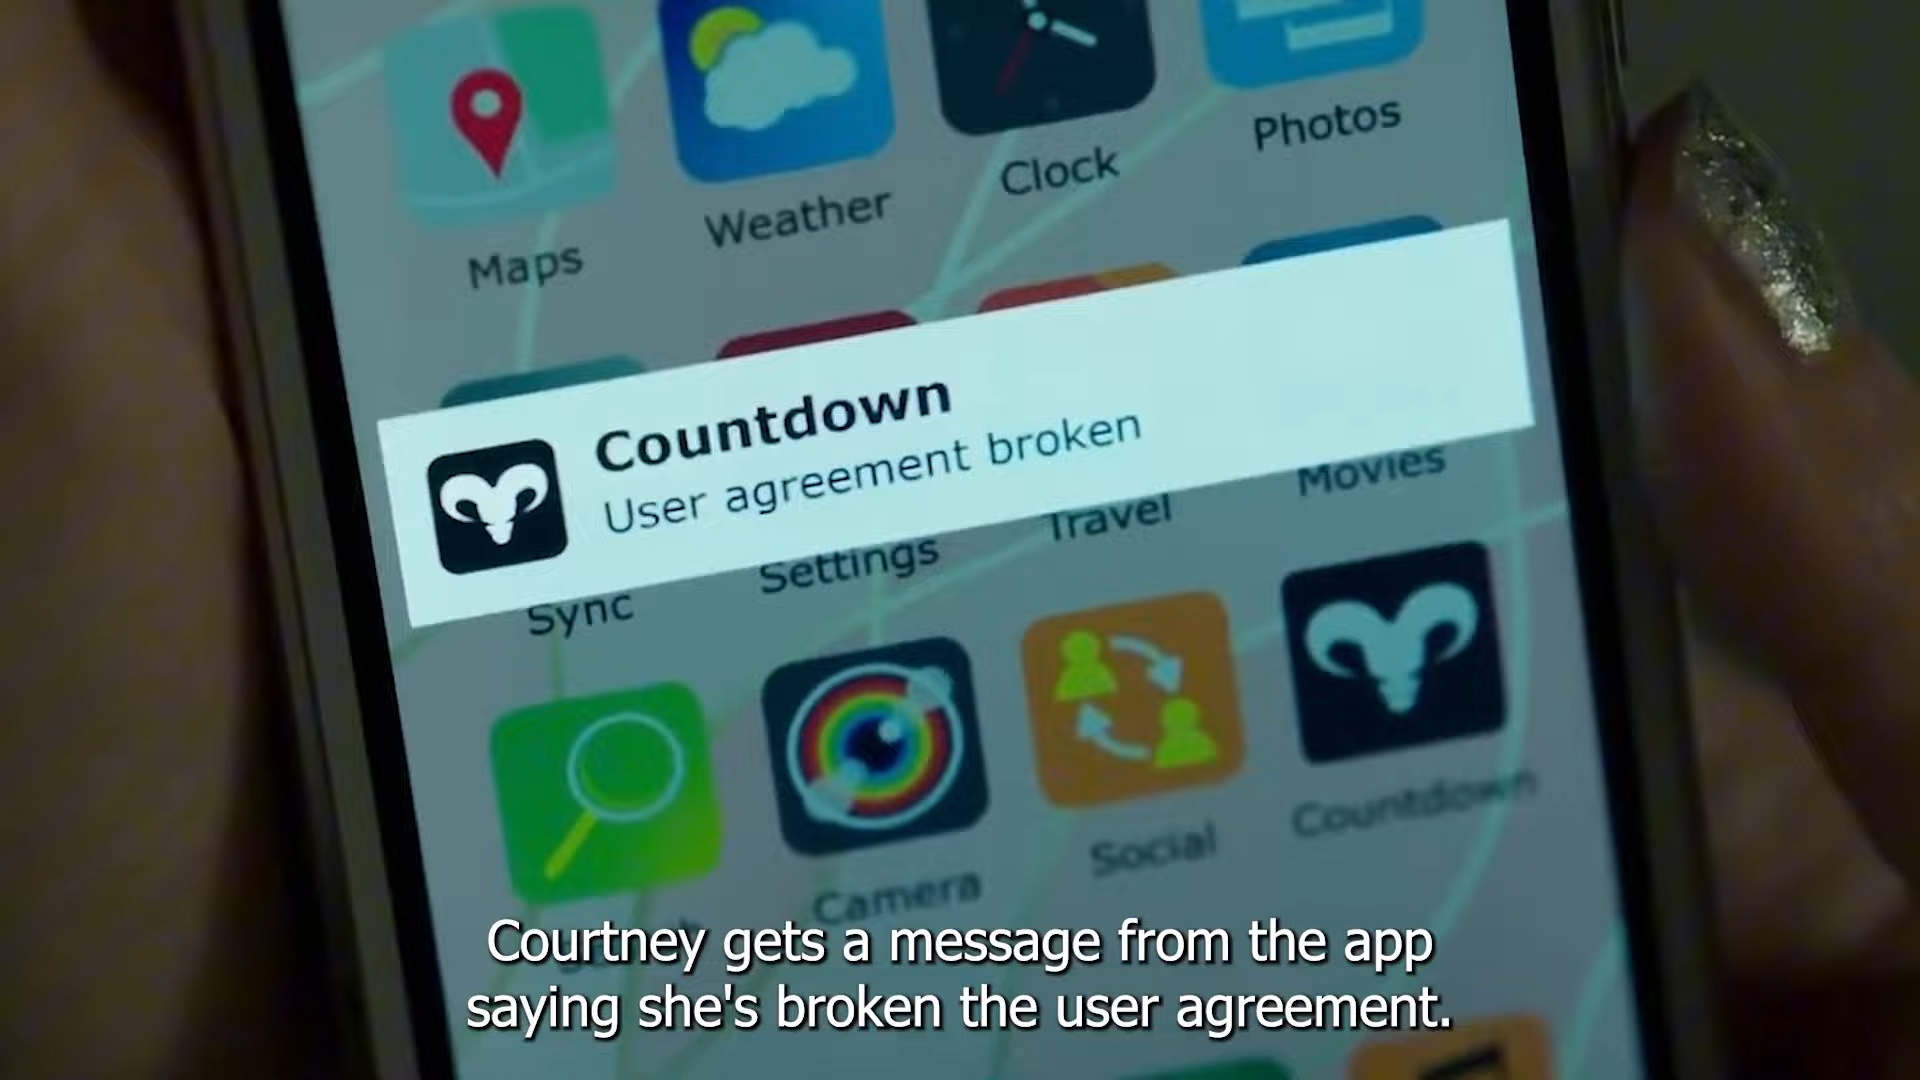 Photos
Clock
Weather
Maps
Countdown
User agreement broken
Movies
Travel
Settings
Sync
Countdown
Social
Camera
Courtney gets a message from the app
saying she's broken the user agreement.